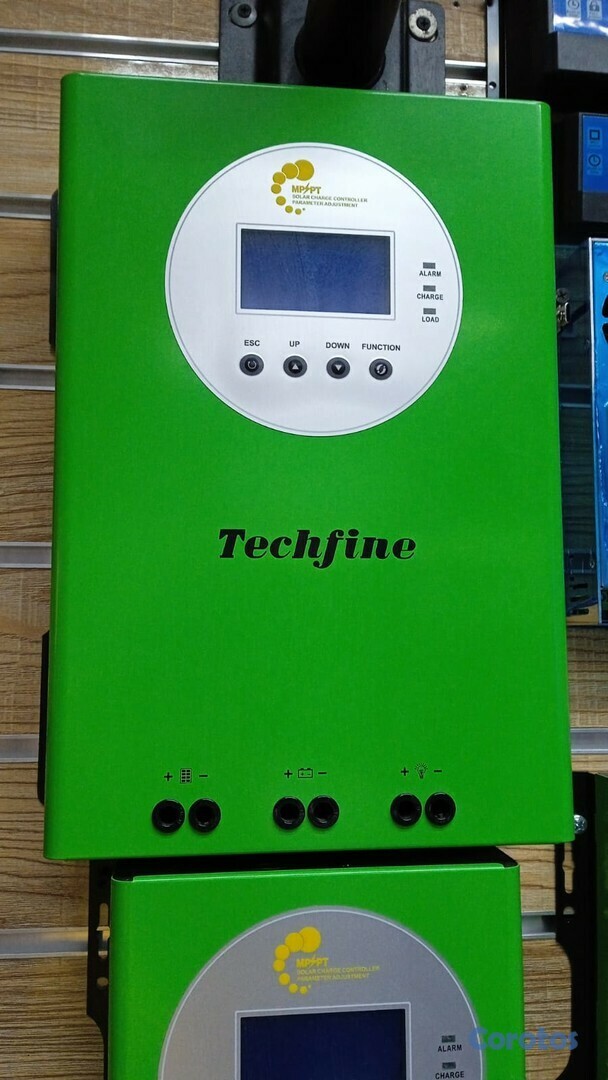 MPPT
SOLAR CHARGE CONTROLLER
PARAMETER ADJUSTMENT
ALARM
CHARGE
LOAD
ESC UP DOWN FUNCTION
Techfine
+ − + − + −
MPPT
SOLAR CHARGE CONTROLLER
PARAMETER ADJUSTMENT
ALARM
CHARGE
Corotos